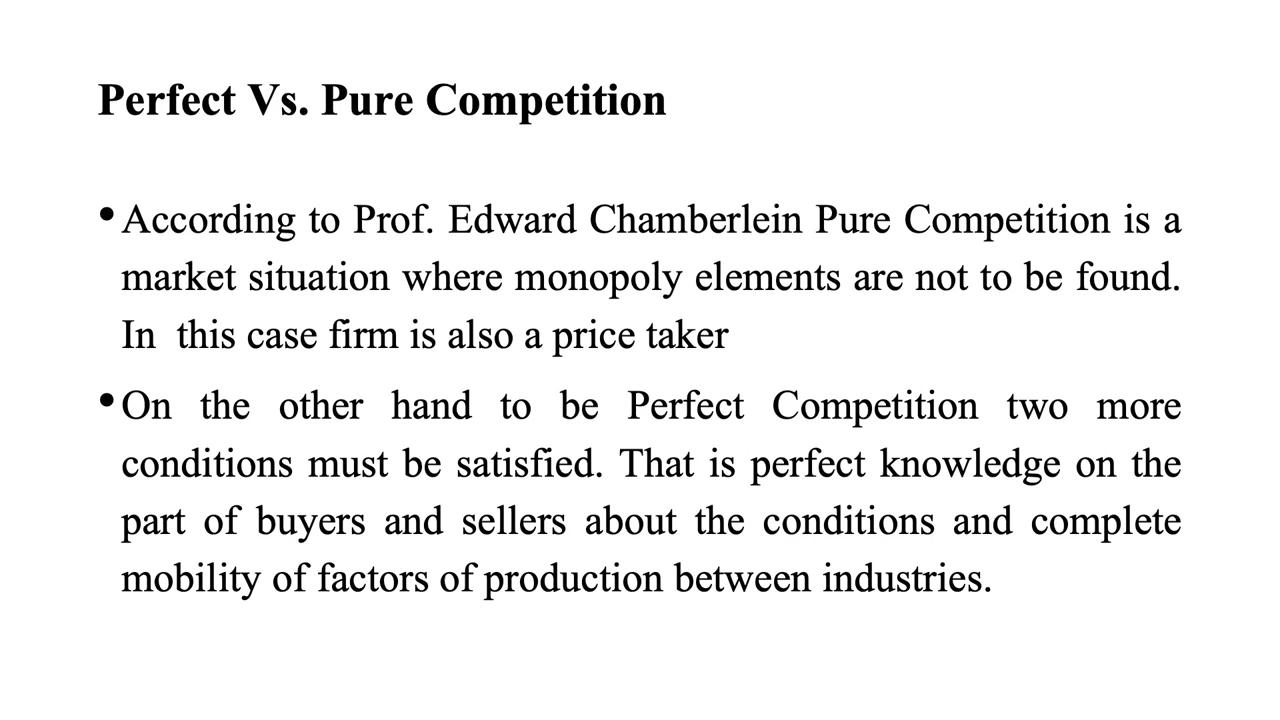 Perfect Vs. Pure Competition
• According to Prof. Edward Chamberlein Pure Competition is a
market situation where monopoly elements are not to be found.
In  this case firm is also a price taker
• On the other hand to be Perfect Competition two more
conditions must be satisfied. That is perfect knowledge on the
part of buyers and sellers about the conditions and complete
mobility of factors of production between industries.